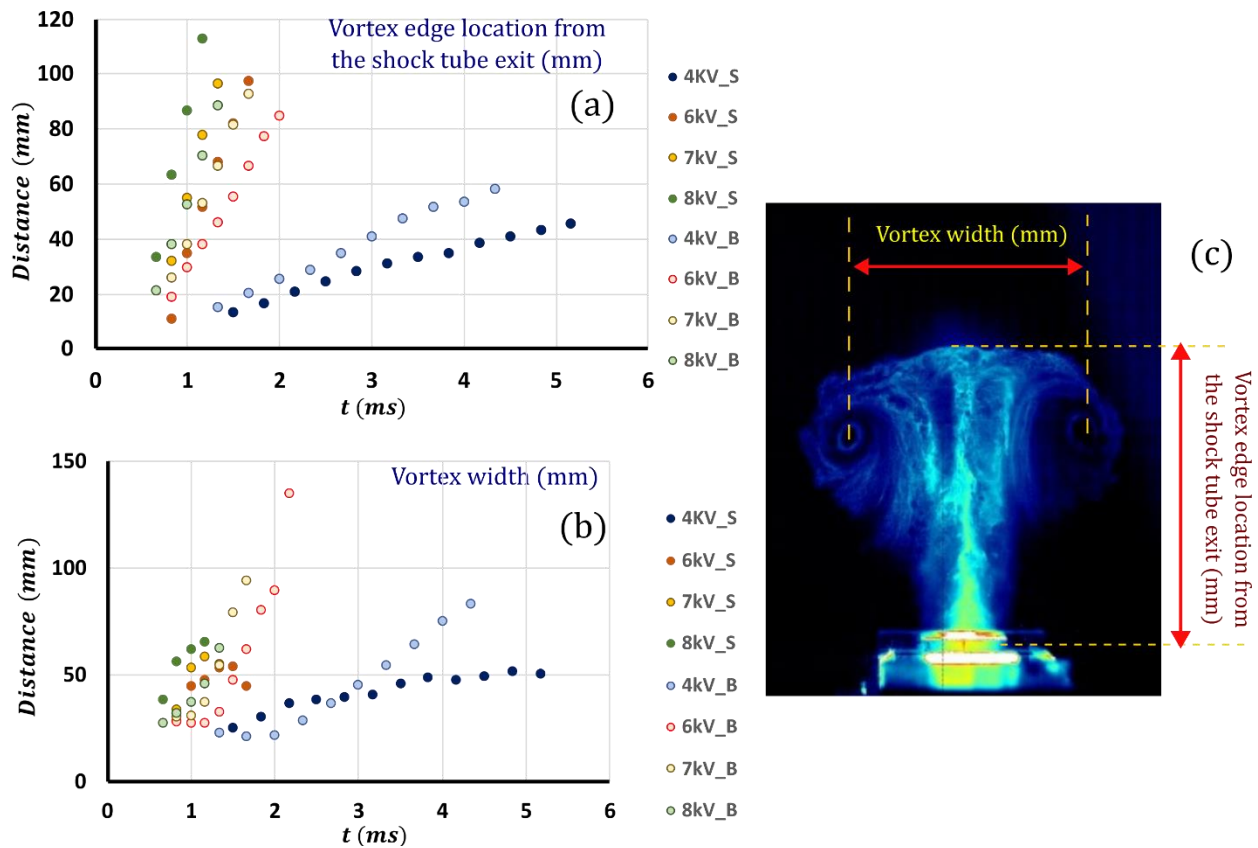 (a)
Vortex edge location from
the shock tube exit (mm)
Distance (mm)
120
100
80
60
40
20
0
0 1 2 3 4 5 6
t (ms)
4KV_S
6kV_S
7kV_S
8kV_S
4kV_B
6kV_B
7kV_B
8kV_B
Vortex width (mm)
(b)
Distance (mm)
150
100
50
0
0 1 2 3 4 5 6
t (ms)
4KV_S
6kV_S
7kV_S
8kV_S
4kV_B
6kV_B
7kV_B
8kV_B
Vortex width (mm)
(c)
Vortex edge location from
the shock tube exit (mm)